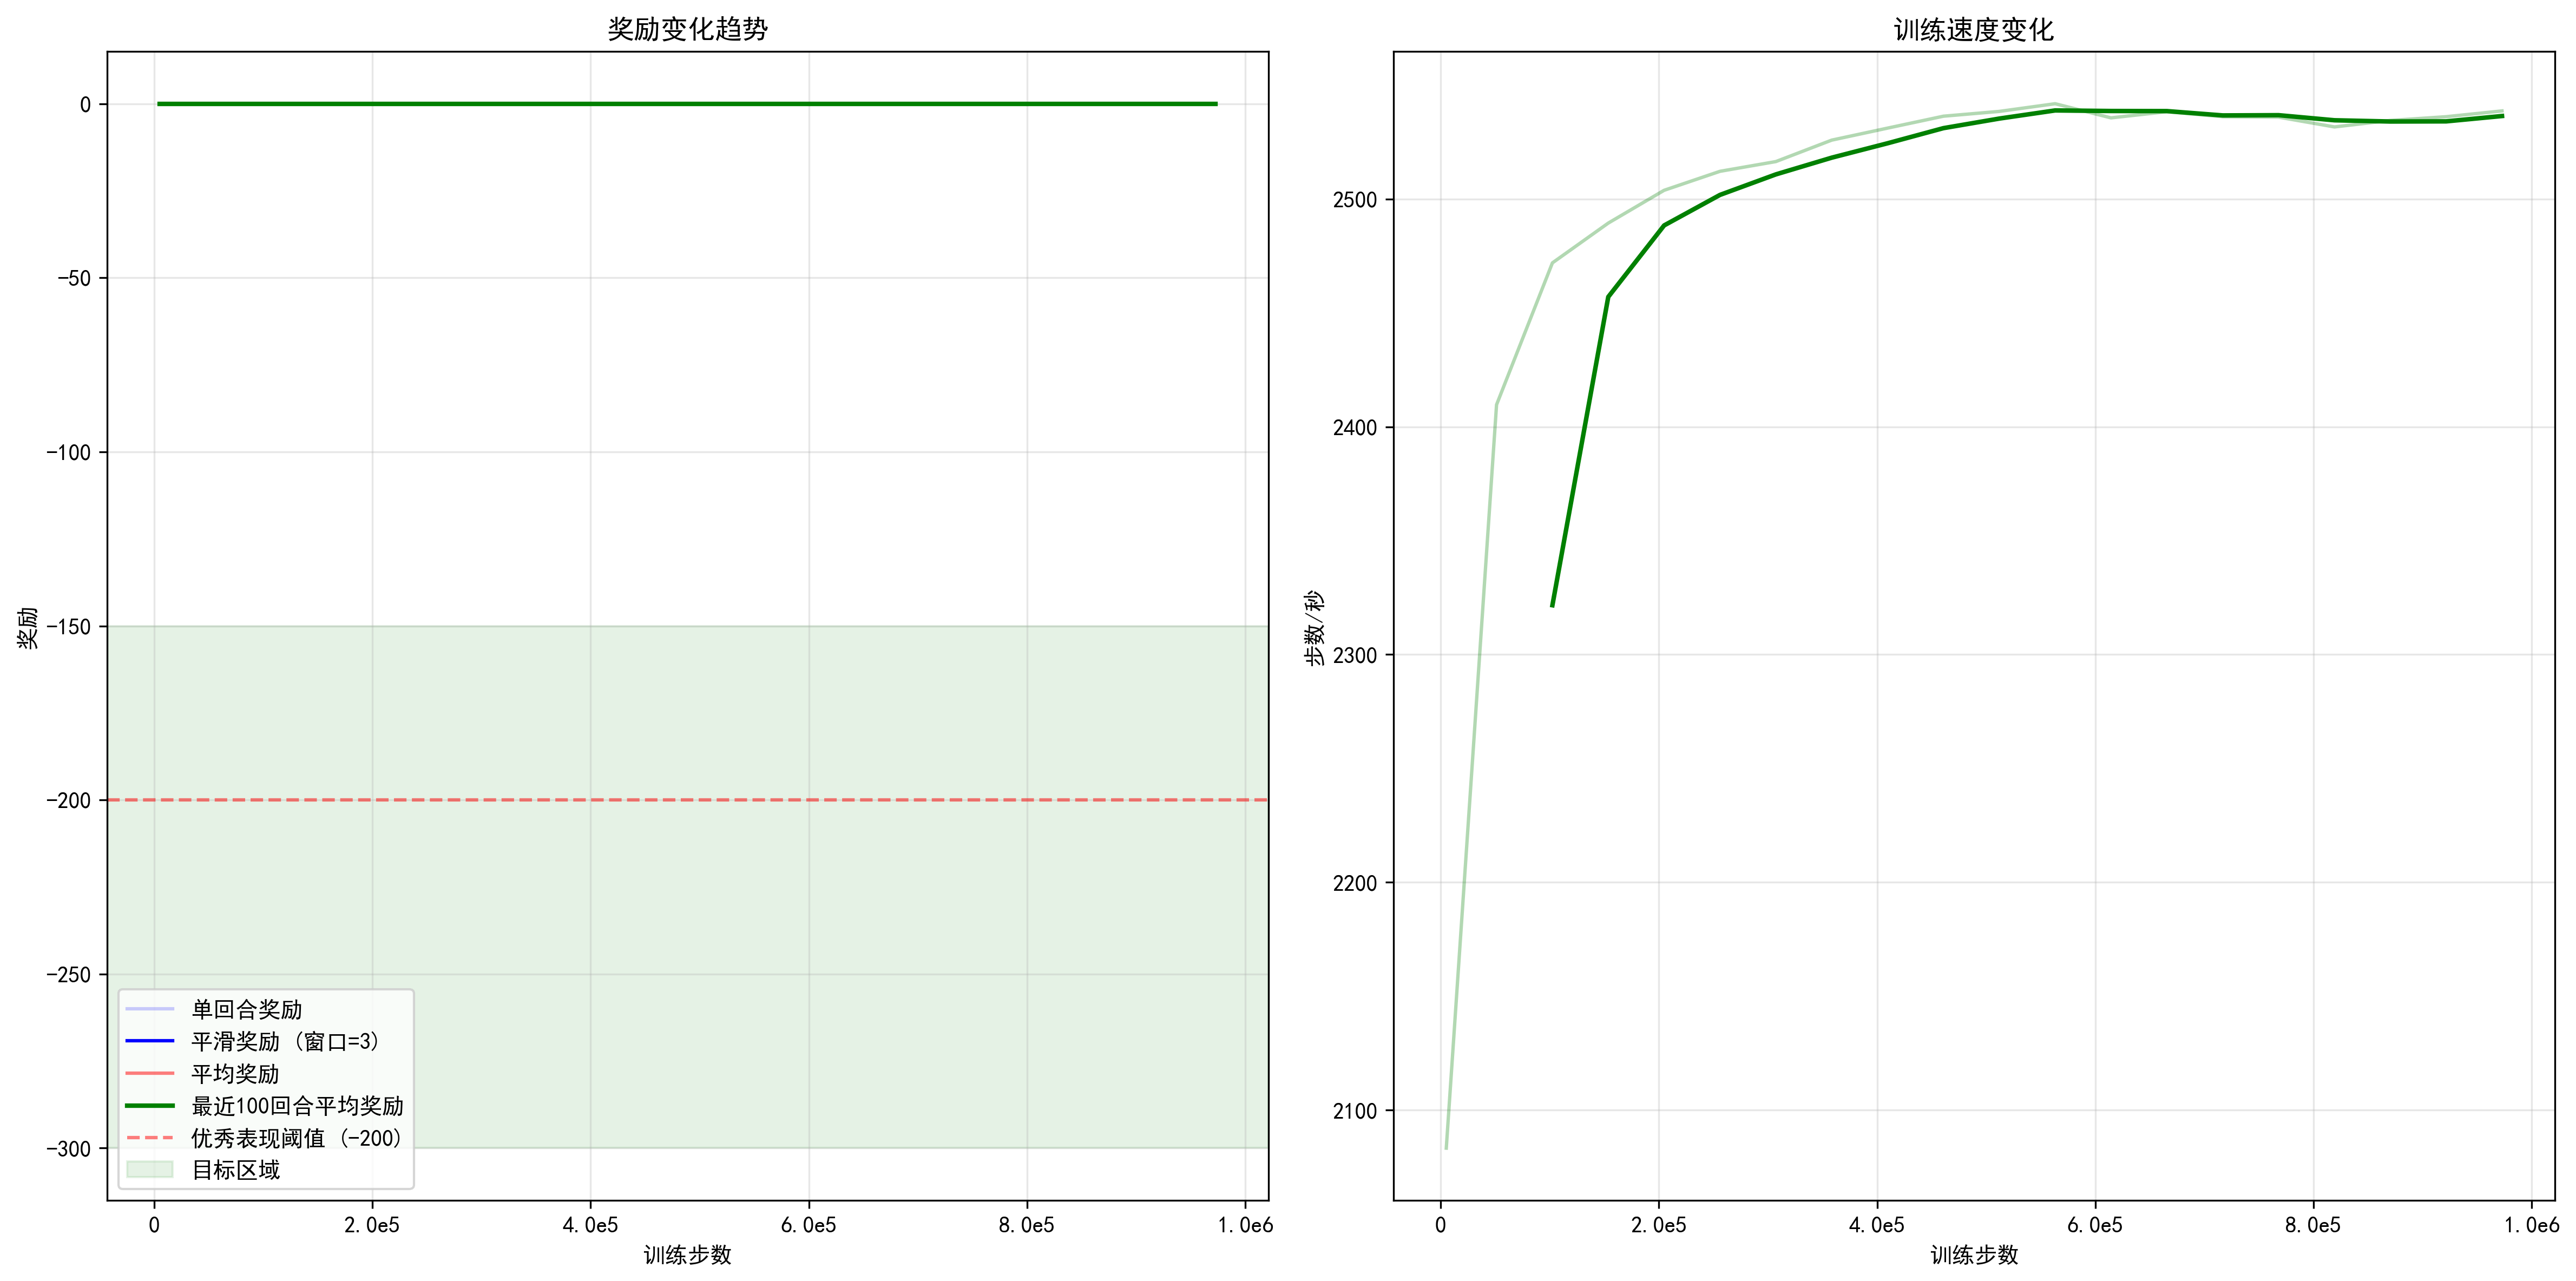 奖励变化趋势
0
−50
−100
−150
−200
−250
−300
奖励
单回合奖励
平滑奖励 (窗口=3)
平均奖励
最近100回合平均奖励
优秀表现阈值 (-200)
目标区域
0
2.0e5
4.0e5
6.0e5
8.0e5
1.0e6
训练步数
训练速度变化
2500
2400
2300
2200
2100
步数/秒
0
2.0e5
4.0e5
6.0e5
8.0e5
1.0e6
训练步数